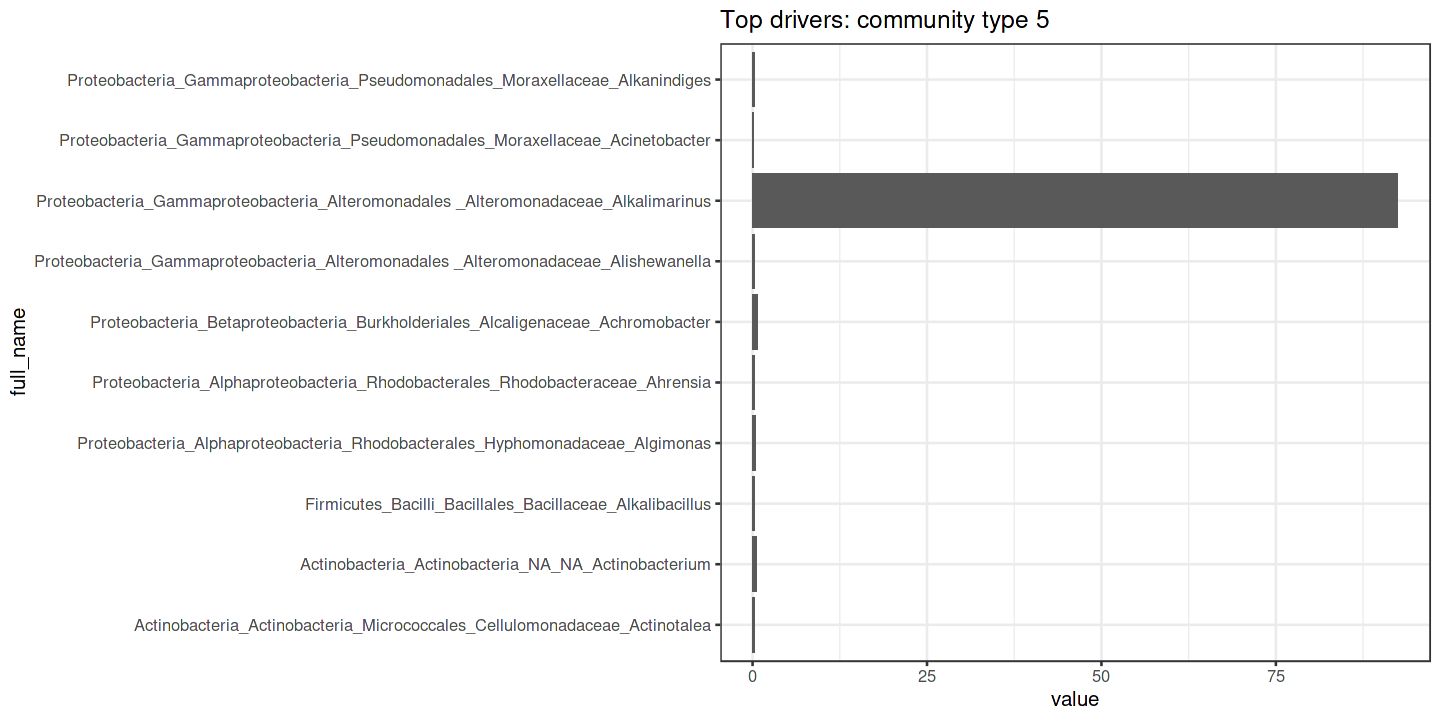 Top drivers: community type 5
full_name
Proteobacteria_Gammaproteobacteria_Pseudomonadales_Moraxellaceae_Alkanindiges
Proteobacteria_Gammaproteobacteria_Pseudomonadales_Moraxellaceae_Acinetobacter
Proteobacteria_Gammaproteobacteria_Alteromonadales _Alteromonadaceae_Alkalimarinus
Proteobacteria_Gammaproteobacteria_Alteromonadales _Alteromonadaceae_Alishewanella
Proteobacteria_Betaproteobacteria_Burkholderiales_Alcaligenaceae_Achromobacter
Proteobacteria_Alphaproteobacteria_Rhodobacterales_Rhodobacteraceae_Ahrensia
Proteobacteria_Alphaproteobacteria_Rhodobacterales_Hyphomonadaceae_Algimonas
Firmicutes_Bacilli_Bacillales_Bacillaceae_Alkalibacillus
Actinobacteria_Actinobacteria_NA_NA_Actinobacterium
Actinobacteria_Actinobacteria_Micrococcales_Cellulomonadaceae_Actinotalea
0 25 50 75
value